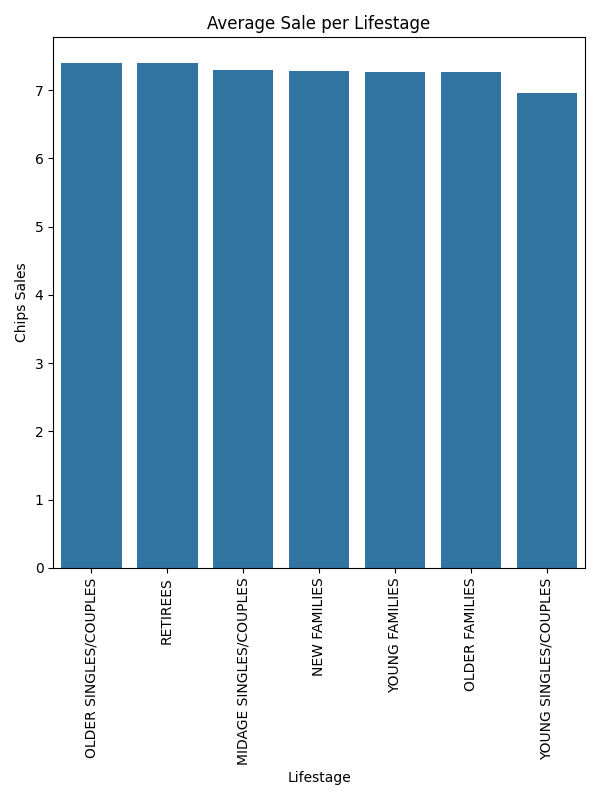 Average Sale per Lifestage
Chips Sales
7
6
5
4
3
2
1
0
OLDER SINGLES/COUPLES
RETIREES
MIDAGE SINGLES/COUPLES
NEW FAMILIES
YOUNG FAMILIES
OLDER FAMILIES
YOUNG SINGLES/COUPLES
Lifestage